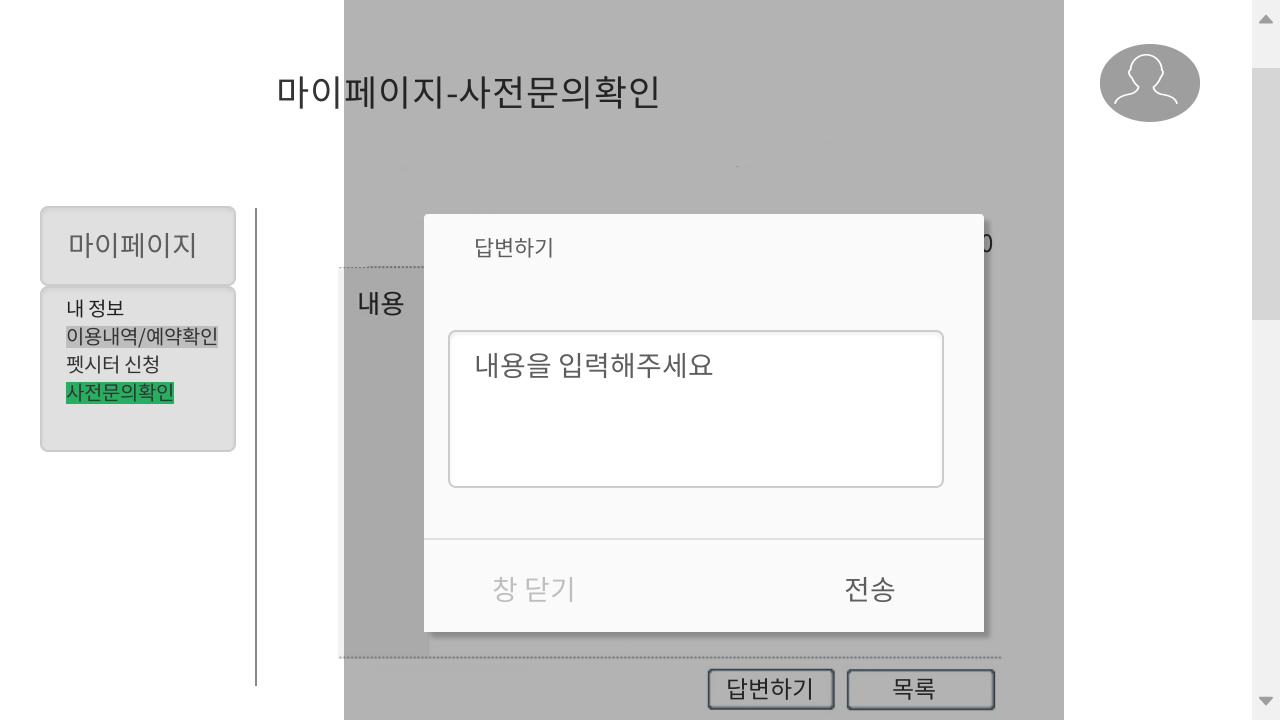 마이페이지-사전문의확인
마이페이지
내 정보
이용내역/예약확인
펫시터 신청
사전문의확인
0
내용
답변하기
내용을 입력해주세요
창 닫기
전송
답변하기
목록